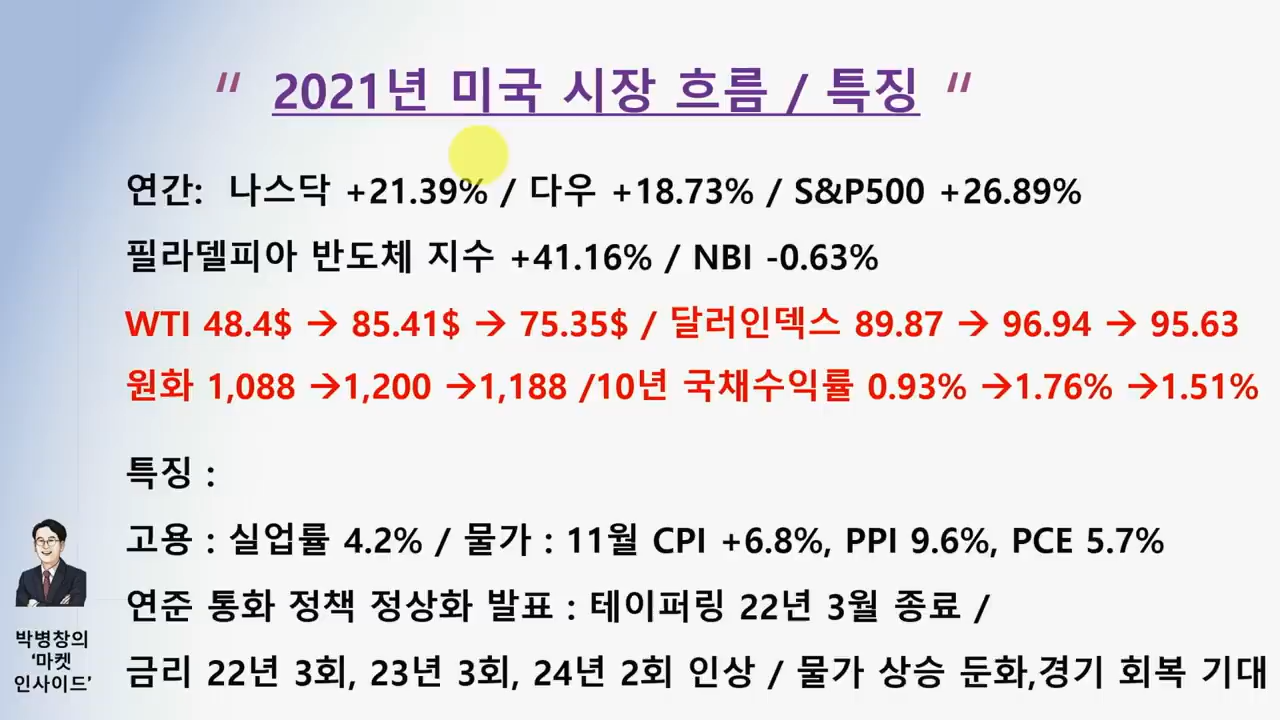 “ 2021년 미국 시장 흐름 / 특징 “
연간: 나스닥 +21.39% / 다우 +18.73% / S&P500 +26.89%
필라델피아 반도체 지수 +41.16% / NBI -0.63%
WTI 48.4$ → 85.41$ → 75.35$ / 달러인덱스 89.87 → 96.94 → 95.63
원화 1,088 →1,200 →1,188 /10년 국채수익률 0.93% →1.76% →1.51%
특징 :
고용 : 실업률 4.2% / 물가 : 11월 CPI +6.8%, PPI 9.6%, PCE 5.7%
연준 통화 정책 정상화 발표 : 테이퍼링 22년 3월 종료 /
금리 22년 3회, 23년 3회, 24년 2회 인상 / 물가 상승 둔화,경기 회복 기대
박병창의
‘마켓
인사이드’